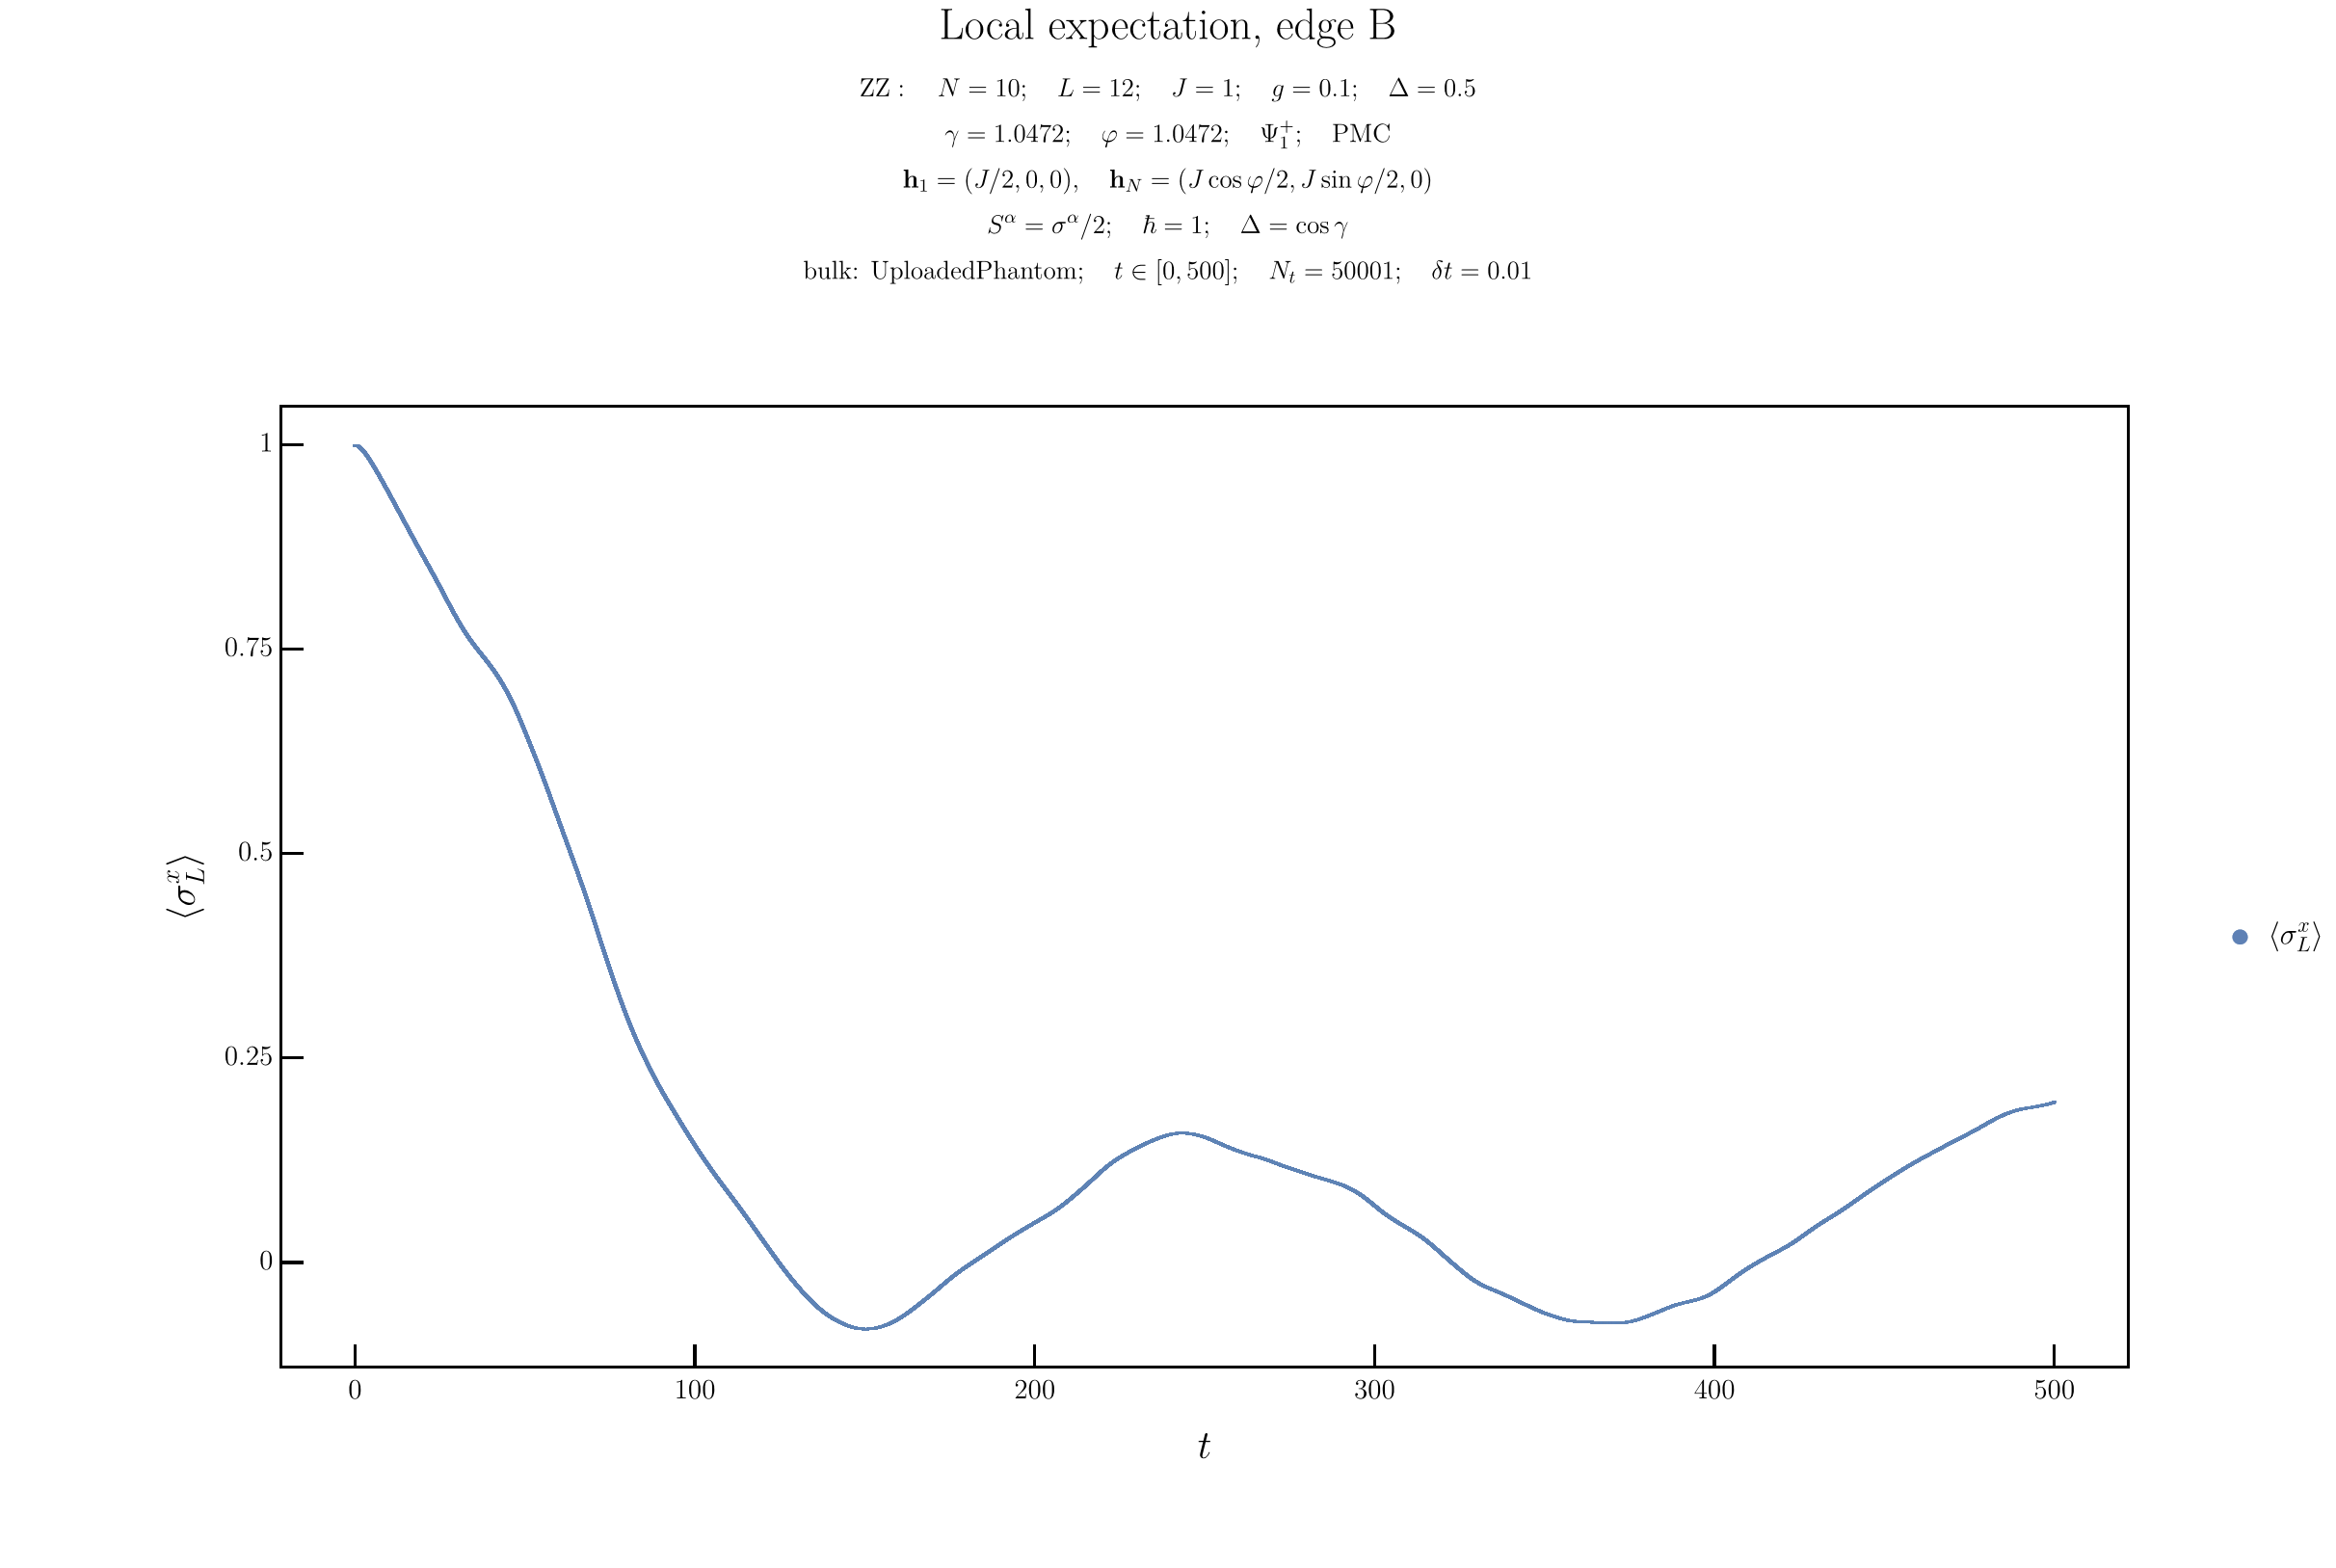 Local expectation, edge B
ZZ : N = 10; L = 12; J = 1; g = 0.1; Δ = 0.5
γ = 1.0472; φ = 1.0472; Ψ₁⁺; PMC
𝐡₁ = (J/2, 0, 0), 𝐡_N = (J cos φ/2, J sin φ/2, 0)
S^α = σ^α/2; ℏ = 1; Δ = cos γ
bulk: UploadedPhantom; t ∈ [0, 500]; N_t = 50001; δt = 0.01
1
0.75
0.5
0.25
0
⟨σ_L^x⟩
⟨σ_L^x⟩
0 100 200 300 400 500
t